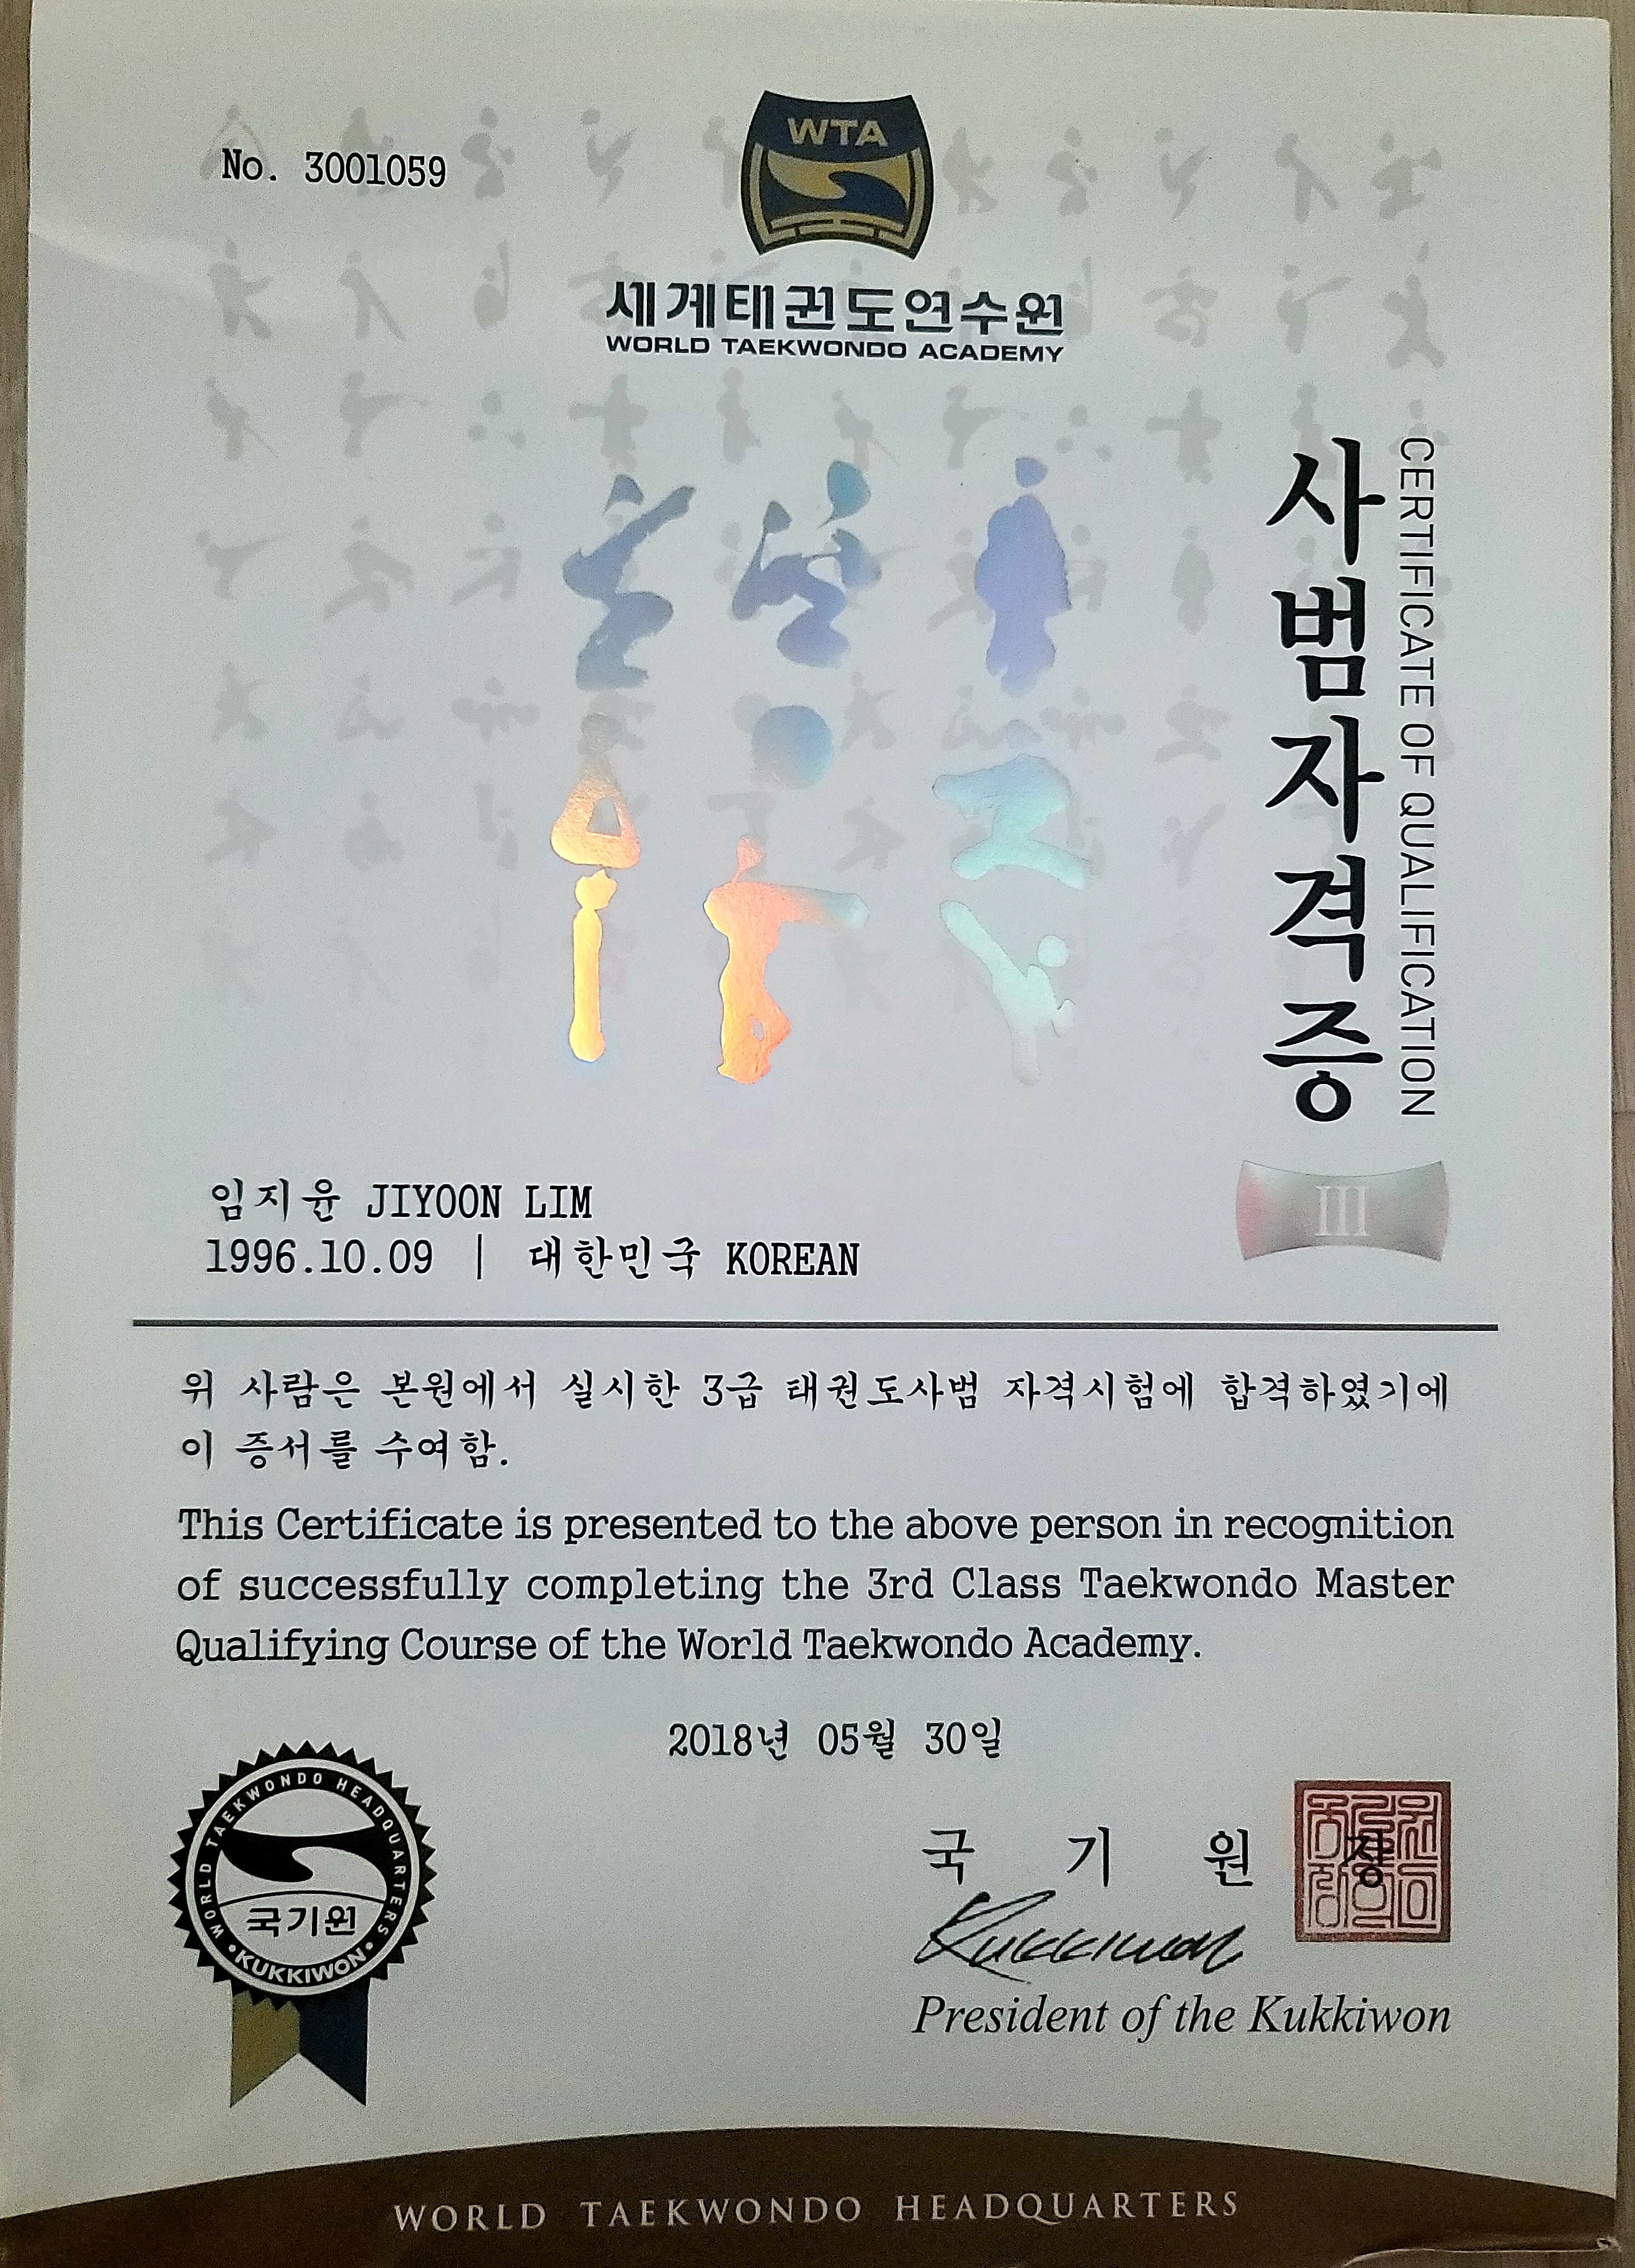 No. 3001059
WTA
세계태권도연수원
WORLD TAEKWONDO ACADEMY
사범자격증
CERTIFICATE OF QUALIFICATION
III
임지윤 JIYOON LIM
1996.10.09 | 대한민국 KOREAN
위 사람은 본원에서 실시한 3급 태권도사범 자격시험에 합격하였기에
이 증서를 수여함.
This Certificate is presented to the above person in recognition
of successfully completing the 3rd Class Taekwondo Master
Qualifying Course of the World Taekwondo Academy.
2018년 05월 30일
WORLD TAEKWONDO HEADQUARTERS
국기원
•KUKKIWON•
국 기 원 장
Kukkiwon
President of the Kukkiwon
WORLD TAEKWONDO HEADQUARTERS